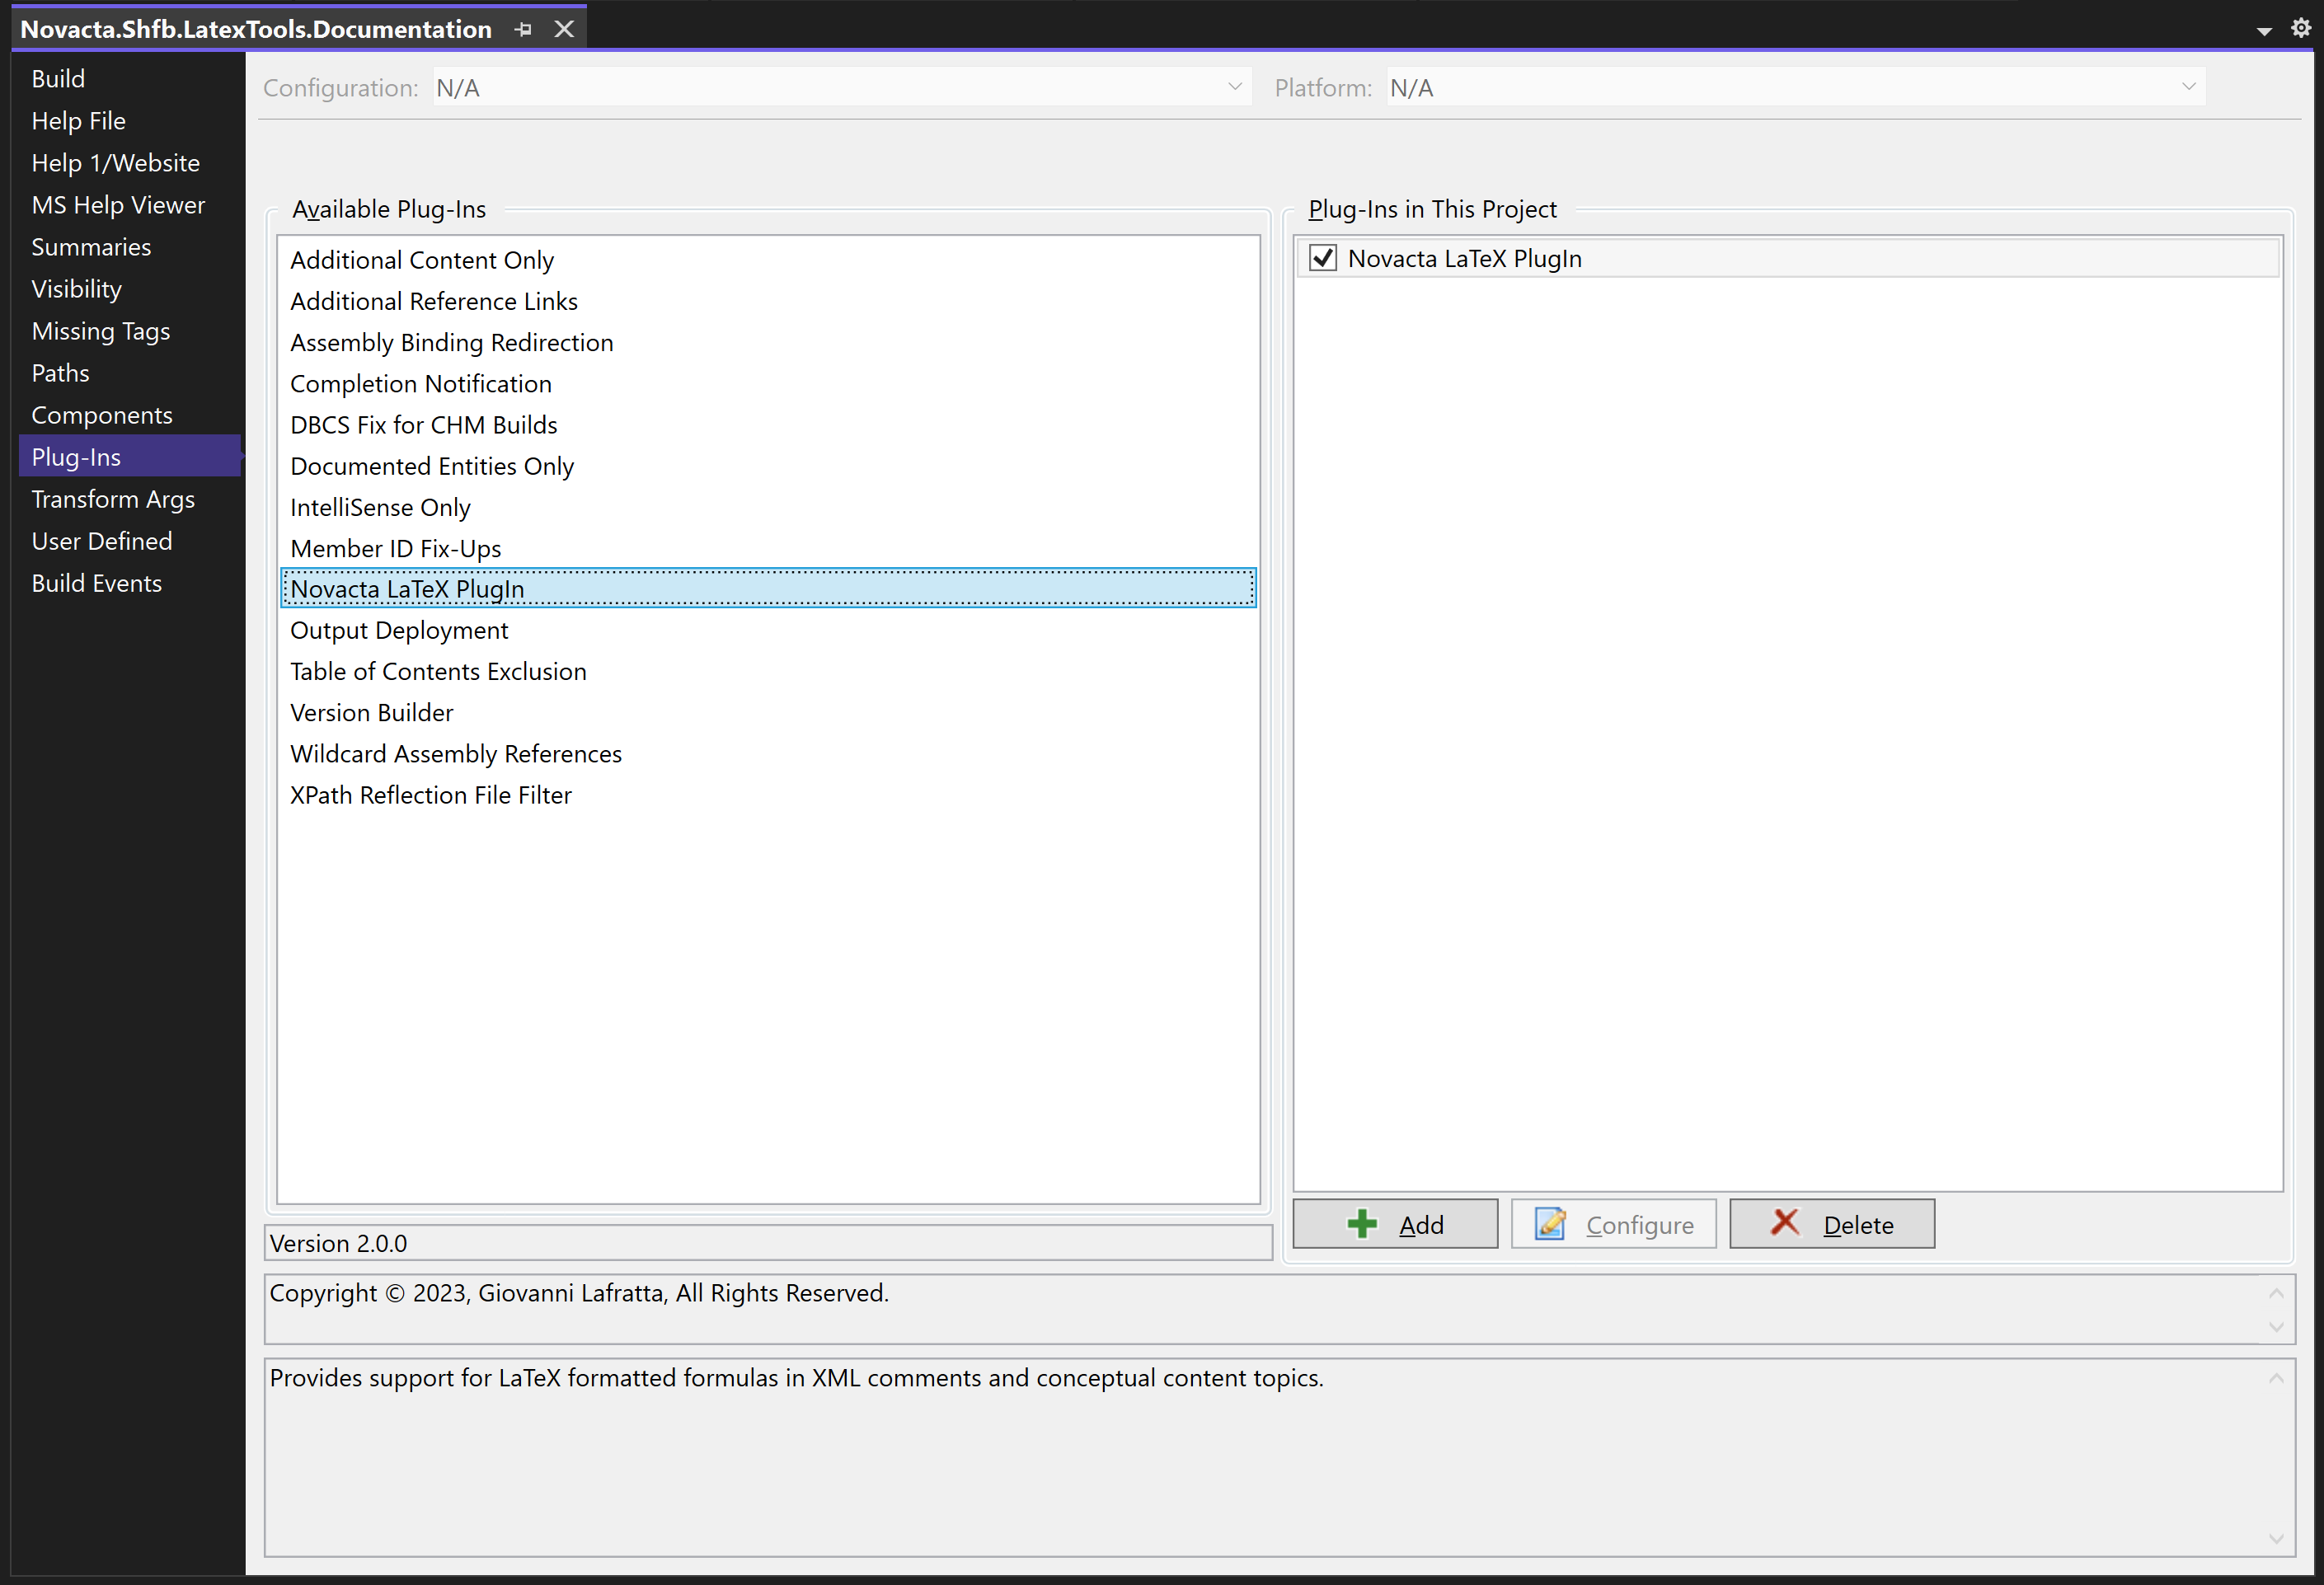 Novacta.Shfb.LatexTools.Documentation
Build
Help File
Help 1/Website
MS Help Viewer
Summaries
Visibility
Missing Tags
Paths
Components
Plug-Ins
Transform Args
User Defined
Build Events
Configuration: N/A Platform: N/A
Available Plug-Ins
Additional Content Only
Additional Reference Links
Assembly Binding Redirection
Completion Notification
DBCS Fix for CHM Builds
Documented Entities Only
IntelliSense Only
Member ID Fix-Ups
Novacta LaTeX PlugIn
Output Deployment
Table of Contents Exclusion
Version Builder
Wildcard Assembly References
XPath Reflection File Filter
Plug-Ins in This Project
Novacta LaTeX PlugIn
Add Configure Delete
Version 2.0.0
Copyright © 2023, Giovanni Lafratta, All Rights Reserved.
Provides support for LaTeX formatted formulas in XML comments and conceptual content topics.